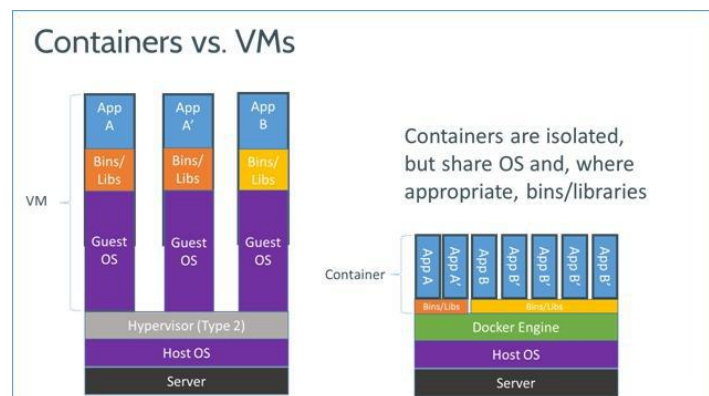 Containers vs. VMs
App
A
App
A'
App
B
Bins/
Libs
Bins/
Libs
Bins/
Libs
VM
Guest
OS
Guest
OS
Guest
OS
Hypervisor (Type 2)
Host OS
Server
Containers are isolated,
but share OS and, where
appropriate, bins/libraries
Container
App A
App A'
App B
App B'
App B'
App B'
App B'
Bins/Libs
Bins/Libs
Docker Engine
Host OS
Server